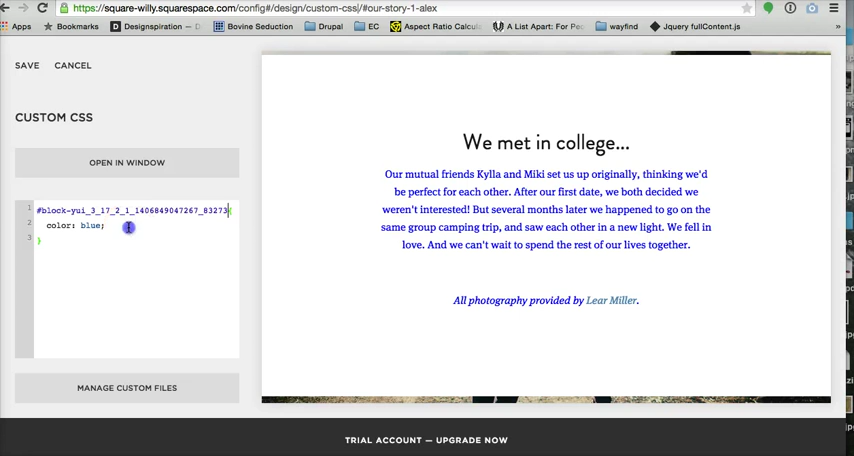 https://square-willy.squarespace.com/config#/design/custom-css/#our-story-1-alex
Apps Bookmarks Designspiration — D Bovine Seduction Drupal EC Aspect Ratio Calcul A List Apart: For Pe wayfind Jquery fullContent.js »
SAVE CANCEL
CUSTOM CSS
OPEN IN WINDOW
1 #block-yui_3_17_2_1_1406849047267_83273{
2 color: blue;
3 }
MANAGE CUSTOM FILES
We met in college...
Our mutual friends Kylla and Miki set us up originally, thinking we'd
be perfect for each other. After our first date, we both decided we
weren't interested! But several months later we happened to go on the
same group camping trip, and saw each other in a new light. We fell in
love. And we can't wait to spend the rest of our lives together.
All photography provided by Lear Miller.
TRIAL ACCOUNT — UPGRADE NOW